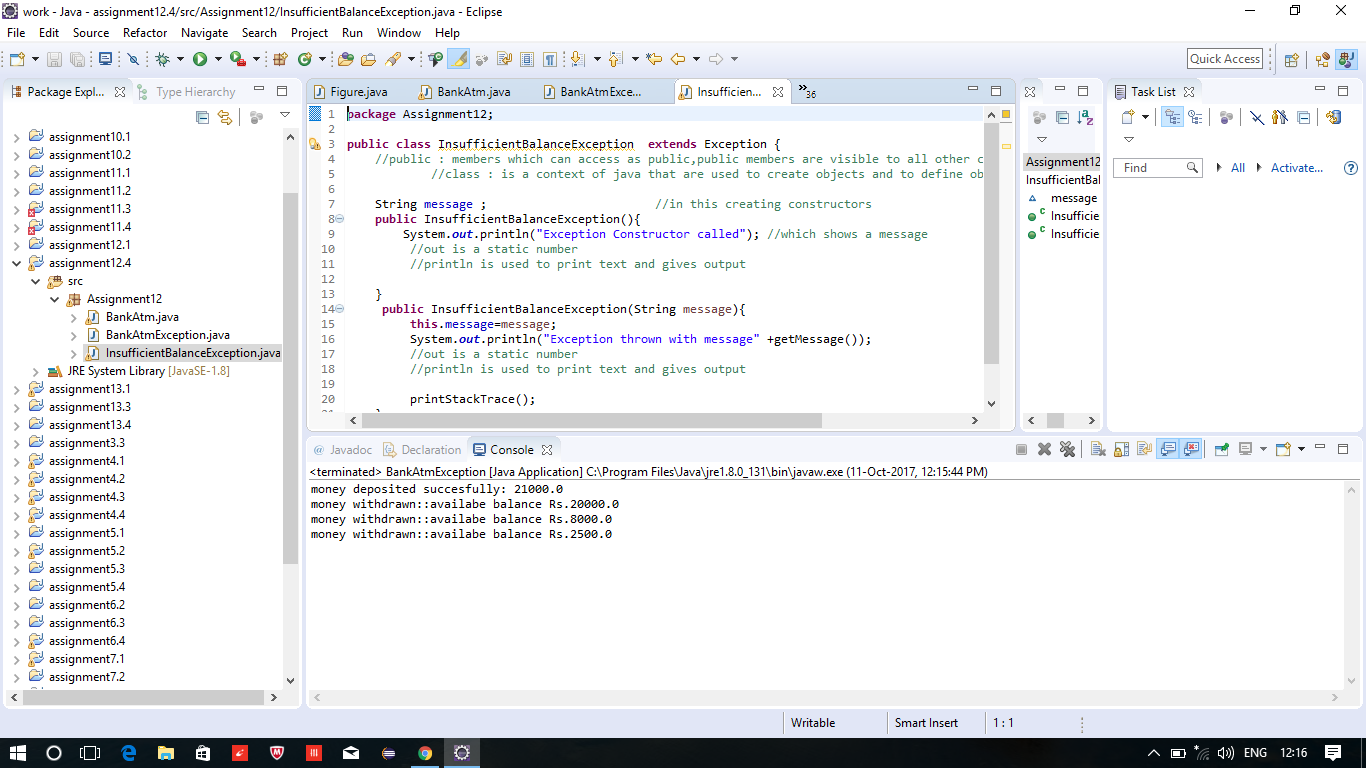 work - Java - assignment12.4/src/Assignment12/InsufficientBalanceException.java - Eclipse
File Edit Source Refactor Navigate Search Project Run Window Help
Quick Access
Package Expl... Type Hierarchy
assignment10.1
assignment10.2
assignment11.1
assignment11.2
assignment11.3
assignment11.4
assignment12.1
assignment12.4
src
Assignment12
BankAtm.java
BankAtmException.java
InsufficientBalanceException.java
JRE System Library [JavaSE-1.8]
assignment13.1
assignment13.3
assignment13.4
assignment3.3
assignment4.1
assignment4.2
assignment4.3
assignment4.4
assignment5.1
assignment5.2
assignment5.3
assignment5.4
assignment6.2
assignment6.3
assignment6.4
assignment7.1
assignment7.2
Figure.java BankAtm.java BankAtmExce... Insufficien... »36
1 package Assignment12;
2
3 public class InsufficientBalanceException  extends Exception {
4 //public : members which can access as public,public members are visible to all other c
5 //class : is a context of java that are used to create objects and to define ob
6
7 String message ; //in this creating constructors
8 public InsufficientBalanceException(){
9 System.out.println("Exception Constructor called"); //which shows a message
10 //out is a static number
11 //println is used to print text and gives output
12
13 }
14 public InsufficientBalanceException(String message){
15 this.message=message;
16 System.out.println("Exception thrown with message" +getMessage());
17 //out is a static number
18 //println is used to print text and gives output
19
20 printStackTrace();
Assignment12
InsufficientBal
message
Insufficie
Insufficie
Task List
Find All Activate...
@ Javadoc Declaration Console
<terminated> BankAtmException [Java Application] C:\Program Files\Java\jre1.8.0_131\bin\javaw.exe (11-Oct-2017, 12:15:44 PM)
money deposited succesfully: 21000.0
money withdrawn::availabe balance Rs.20000.0
money withdrawn::availabe balance Rs.8000.0
money withdrawn::availabe balance Rs.2500.0
Writable Smart Insert 1 : 1
ENG 12:16